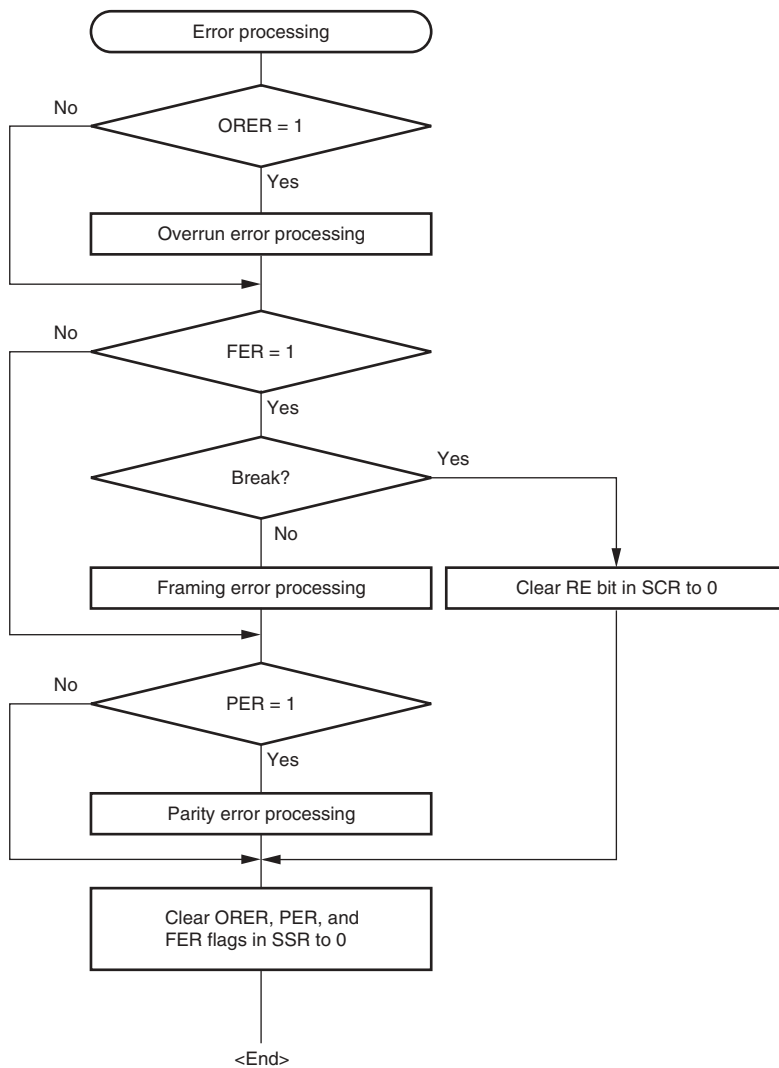 Error processing
No
ORER = 1
Yes
Overrun error processing
No
FER = 1
Yes
Break?
Yes
No
Framing error processing
Clear RE bit in SCR to 0
No
PER = 1
Yes
Parity error processing
Clear ORER, PER, and
FER flags in SSR to 0
<End>